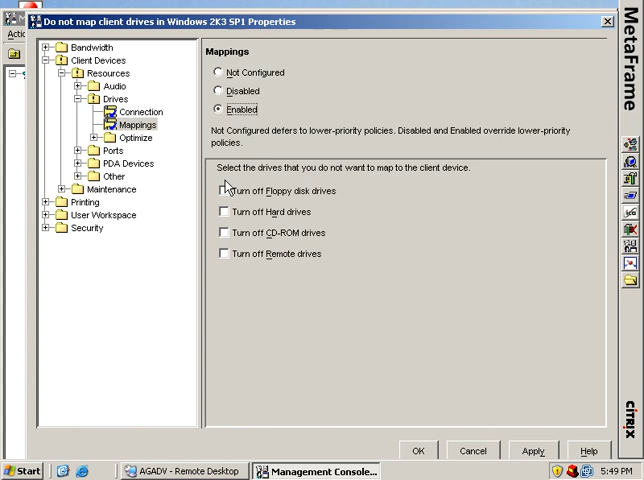 Do not map client drives in Windows 2K3 SP1 Properties
MetaFrame
Bandwidth
Client Devices
Resources
Audio
Drives
Connection
Mappings
Optimize
Ports
PDA Devices
Other
Maintenance
Printing
User Workspace
Security
Mappings
Not Configured
Disabled
Enabled
Not Configured defers to lower-priority policies. Disabled and Enabled override lower-priority
policies.
Select the drives that you do not want to map to the client device.
Turn off Floppy disk drives
Turn off Hard drives
Turn off CD-ROM drives
Turn off Remote drives
OK
Cancel
Apply
Help
CITRIX
Start
AGADV - Remote Desktop
Management Console...
5:49 PM